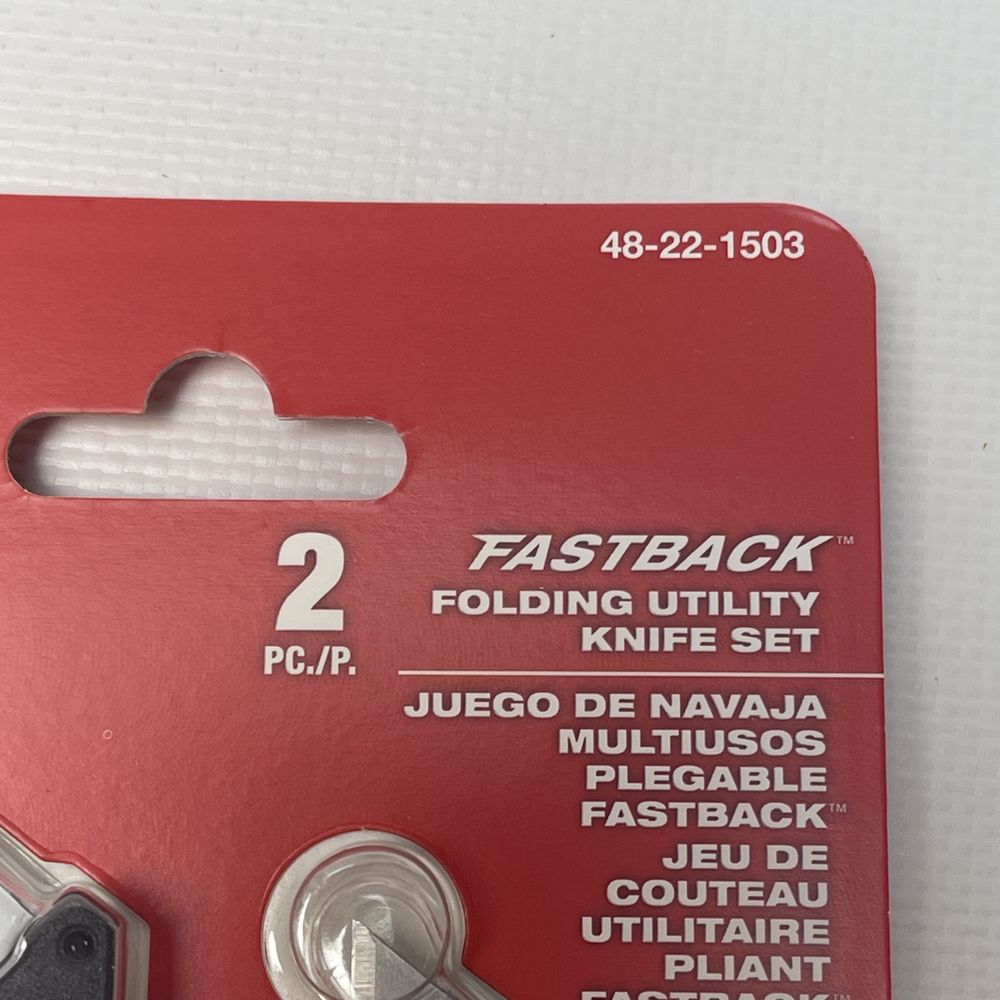 48-22-1503
2
PC./P.
FASTBACK™
FOLDING UTILITY
KNIFE SET
JUEGO DE NAVAJA
MULTIUSOS
PLEGABLE
FASTBACK™
JEU DE
COUTEAU
UTILITAIRE
PLIANT
FASTBACK™